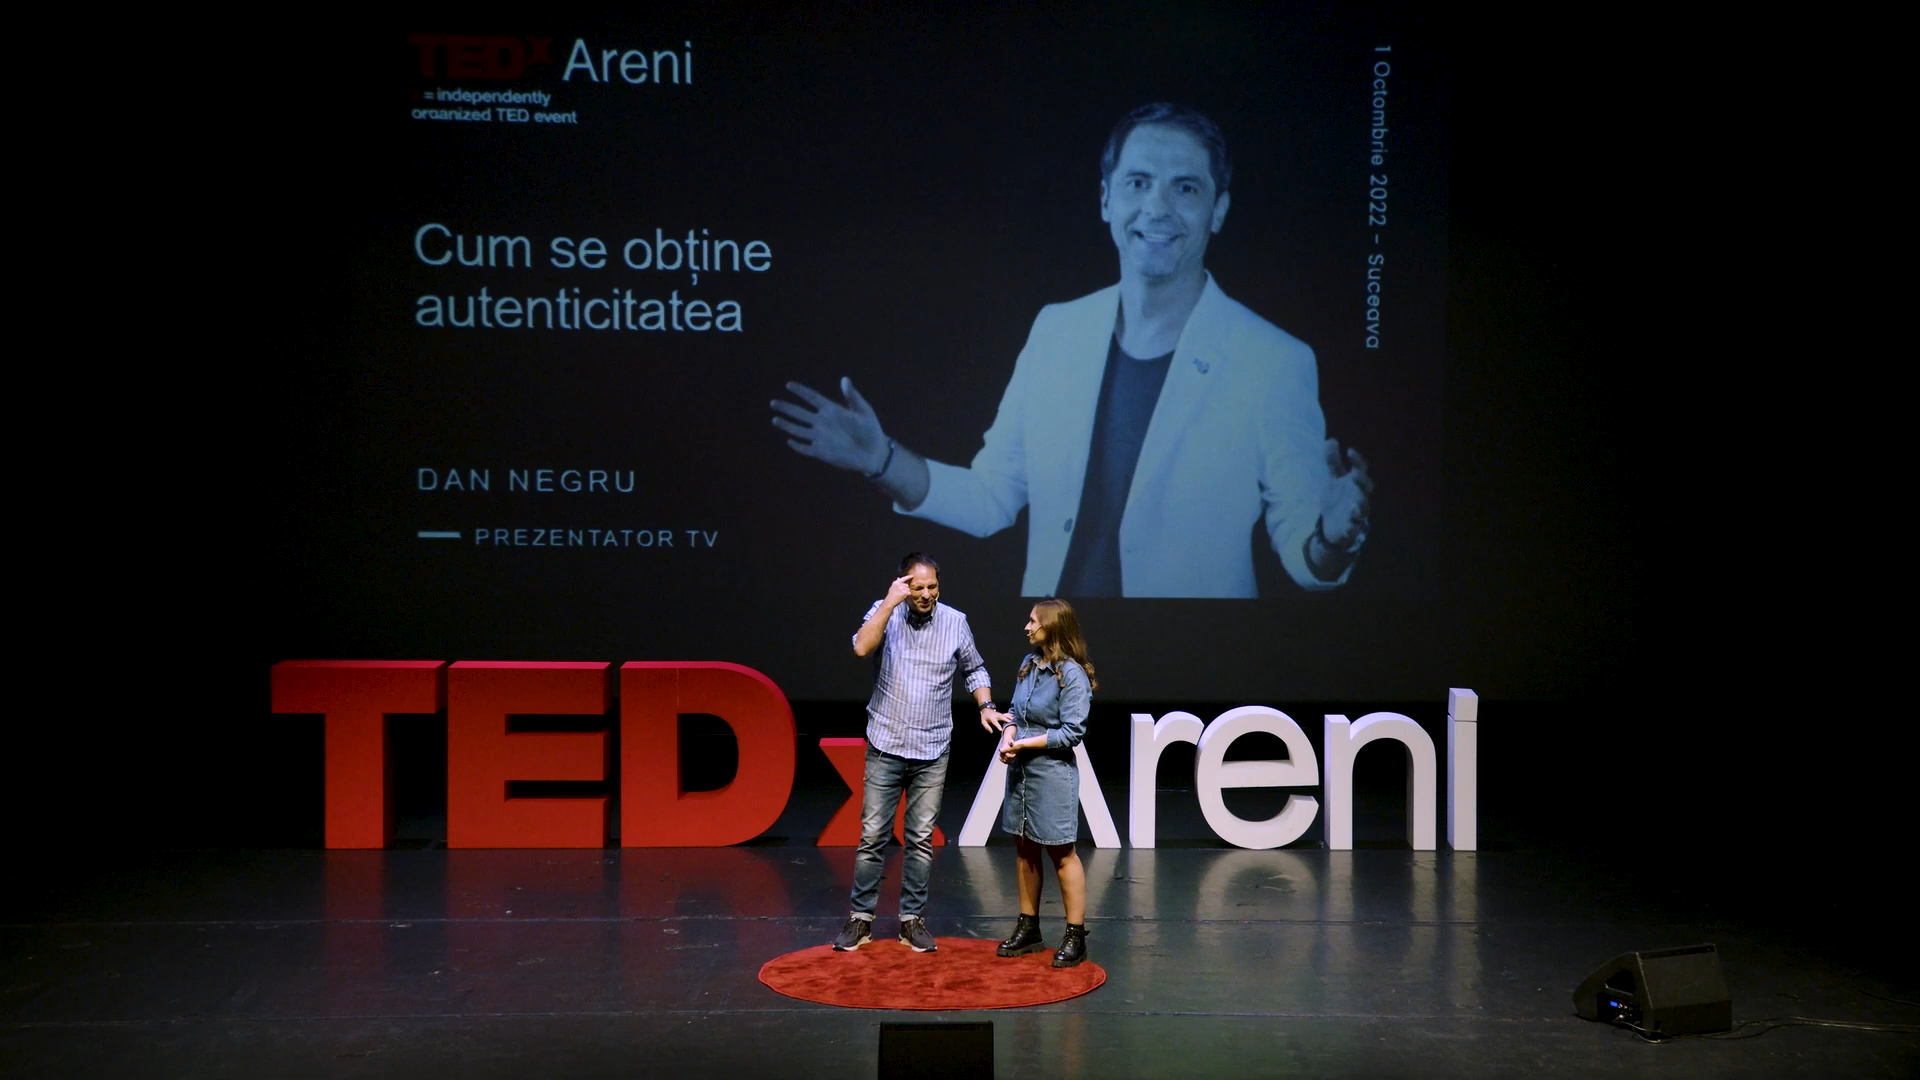 TEDx Areni
= independently
organized TED event
1 Octombrie 2022 – Suceava
Cum se obține
autenticitatea
DAN NEGRU
PREZENTATOR TV
TEDx Areni